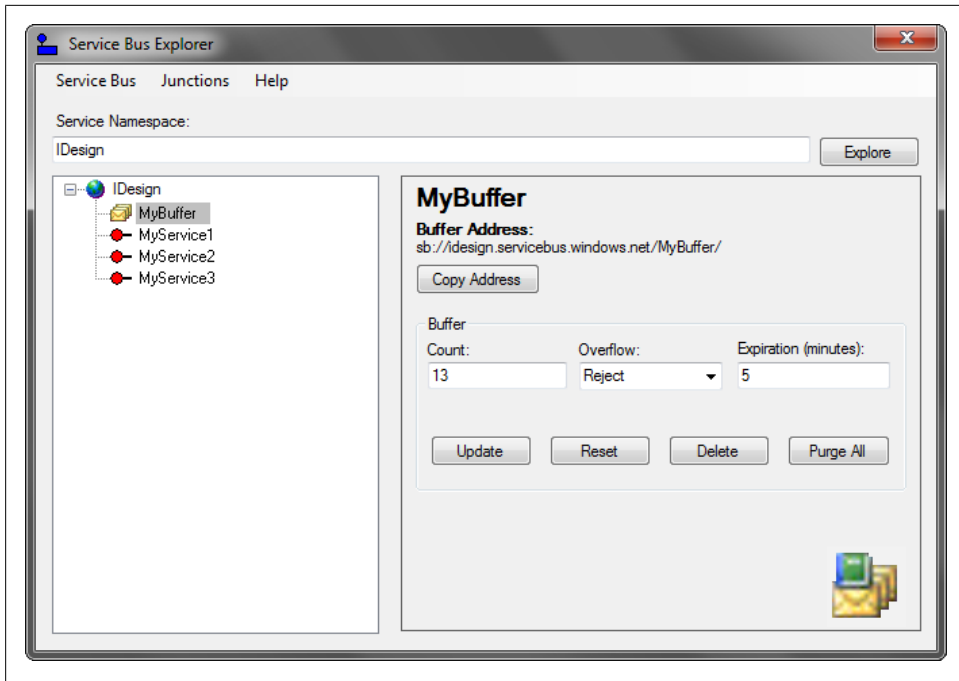 Service Bus Explorer
Service Bus Junctions Help
Service Namespace:
IDesign
Explore
IDesign
MyBuffer
MyService1
MyService2
MyService3
MyBuffer
Buffer Address:
sb://idesign.servicebus.windows.net/MyBuffer/
Copy Address
Buffer
Count: Overflow: Expiration (minutes):
13 Reject 5
Update Reset Delete Purge All